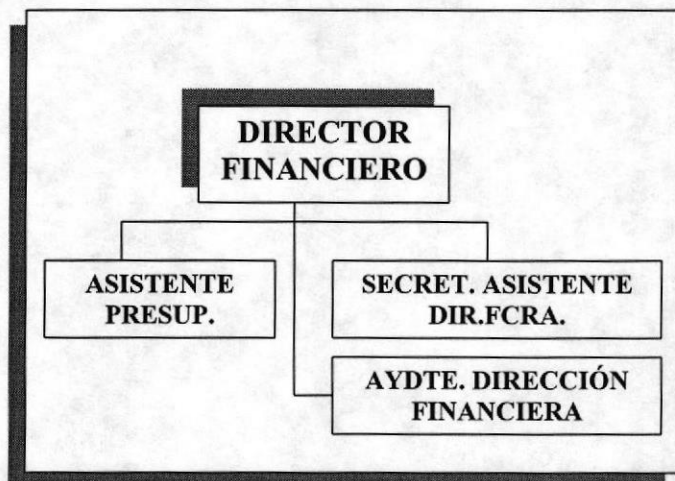 DIRECTOR
FINANCIERO
ASISTENTE
PRESUP.
SECRET. ASISTENTE
DIR.FCRA.
AYDTE. DIRECCIÓN
FINANCIERA